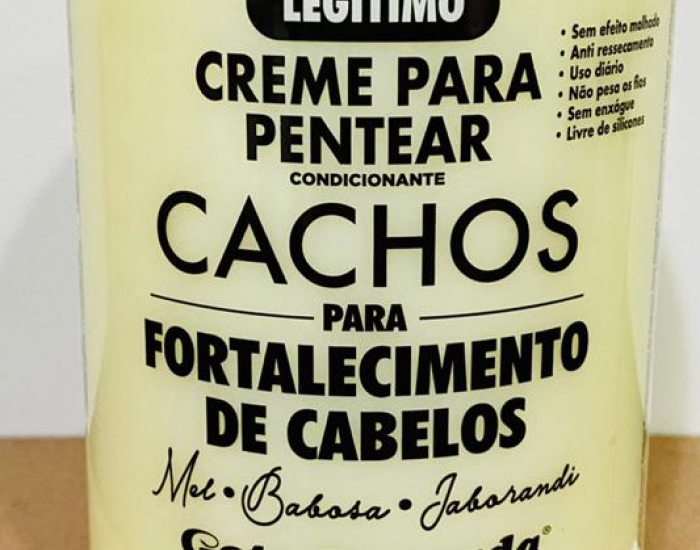 LEGÍTIMO
• Sem efeito molhado
• Anti ressecamento
• Uso diário
• Não pesa os fios
• Sem enxágue
• Livre de silicones
CREME PARA
PENTEAR
CONDICIONANTE
CACHOS
PARA
FORTALECIMENTO
DE CABELOS
Mel • Babosa • Jaborandi